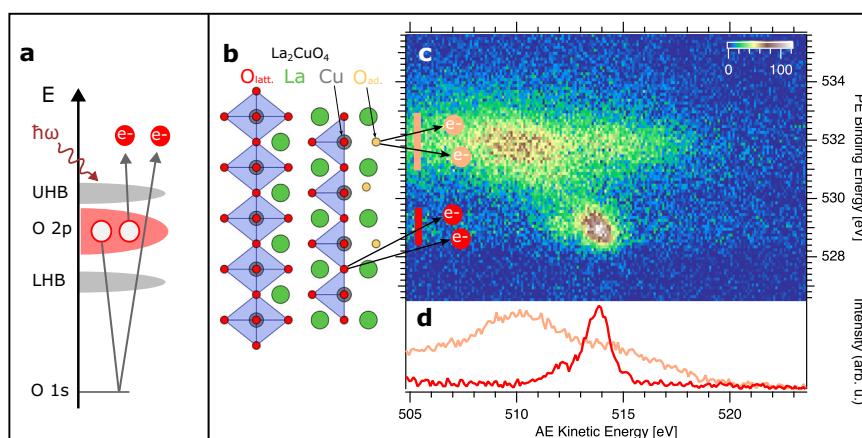 a
E
ħω
e-
e-
UHB
O 2p
LHB
O 1s
b
La₂CuO₄
Olatt. La Cu Oad.
c
0
100
e-
e-
e-
e-
534
532
530
528
PE Binding Energy [eV]
d
Intensity (arb u.)
505 510 515 520
AE Kinetic Energy [eV]